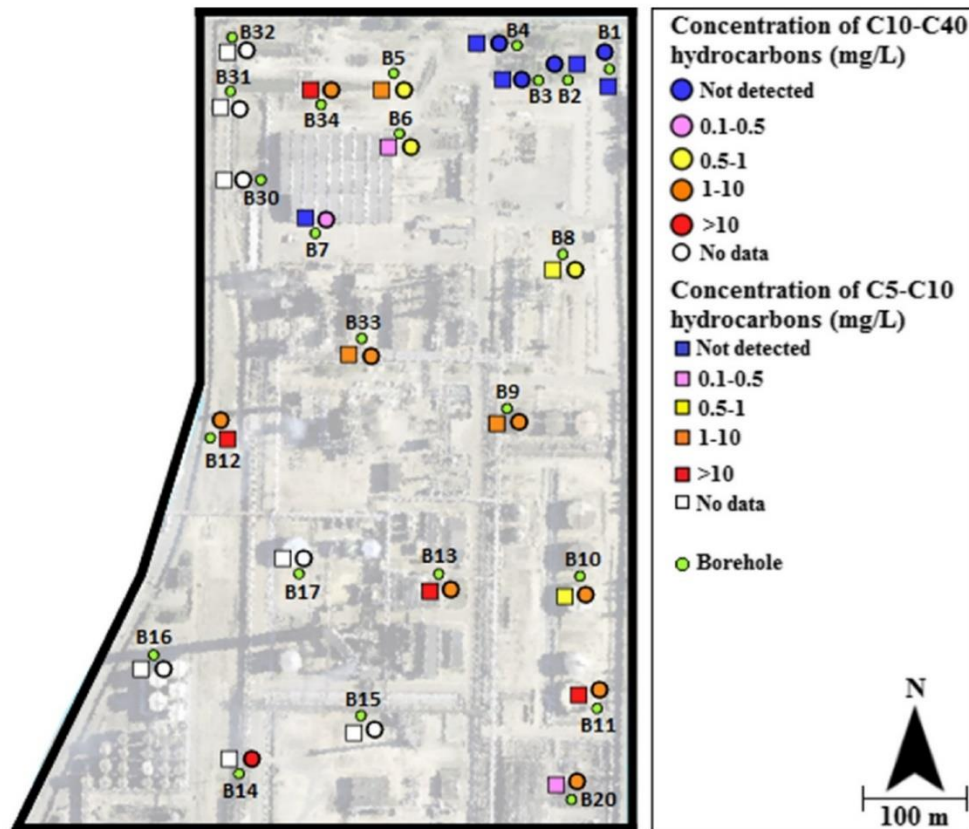 B32
B4
B1
B5
B31
B3 B2
B34
B6
B30
B7
B8
B33
B9
B12
B13
B10
B17
B16
B15
B11
B14
B20
Concentration of C10-C40
hydrocarbons (mg/L)
Not detected
0.1-0.5
0.5-1
1-10
>10
No data
Concentration of C5-C10
hydrocarbons (mg/L)
Not detected
0.1-0.5
0.5-1
1-10
>10
No data
Borehole
N
100 m